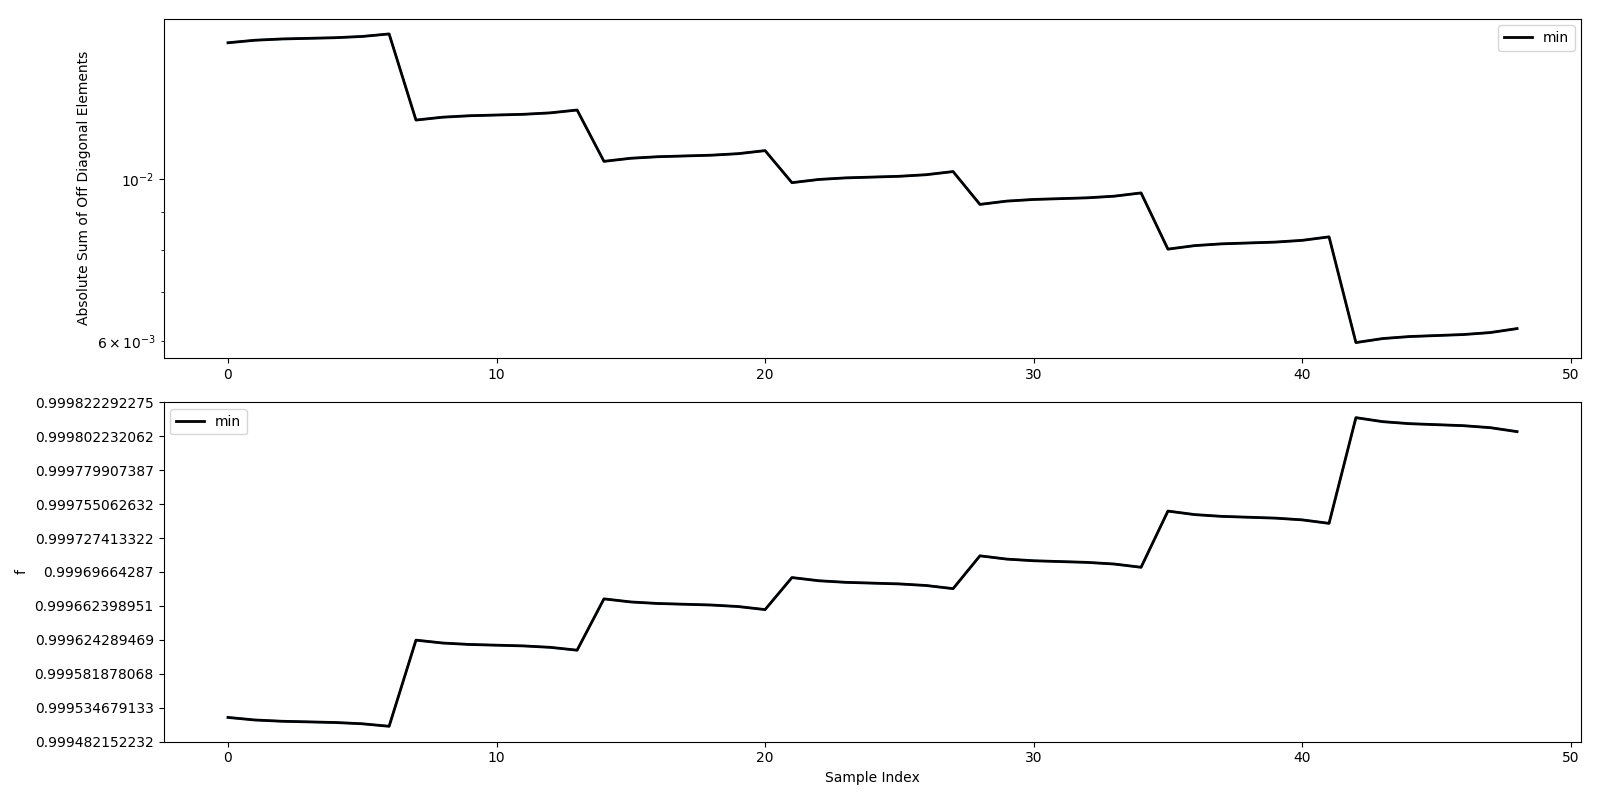 Absolute Sum of Off Diagonal Elements
10⁻²
6 × 10⁻³
min
0 10 20 30 40 50
f
0.999822292275
0.999802232062
0.999779907387
0.999755062632
0.999727413322
0.99969664287
0.999662398951
0.999624289469
0.999581878068
0.999534679133
0.999482152232
min
0 10 20 30 40 50
Sample Index